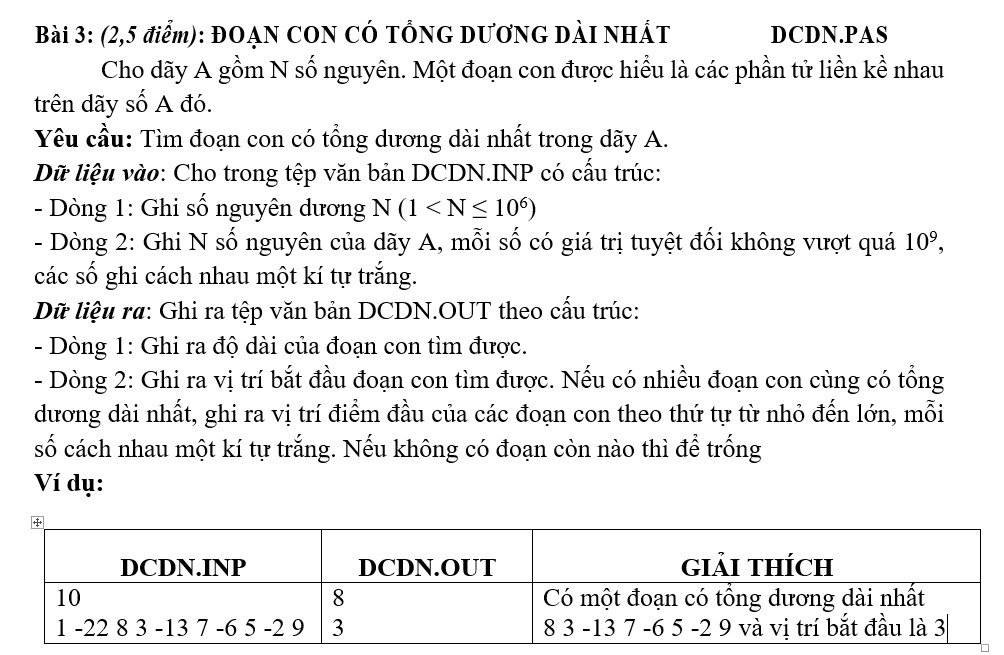 Bài 3: (2,5 điểm): ĐOẠN CON CÓ TỔNG DƯƠNG DÀI NHẤT DCDN.PAS
Cho dãy A gồm N số nguyên. Một đoạn con được hiểu là các phần tử liền kề nhau
trên dãy số A đó.
Yêu cầu: Tìm đoạn con có tổng dương dài nhất trong dãy A.
Dữ liệu vào: Cho trong tệp văn bản DCDN.INP có cấu trúc:
- Dòng 1: Ghi số nguyên dương N (1 < N ≤ 10⁶)
- Dòng 2: Ghi N số nguyên của dãy A, mỗi số có giá trị tuyệt đối không vượt quá 10⁹,
các số ghi cách nhau một kí tự trắng.
Dữ liệu ra: Ghi ra tệp văn bản DCDN.OUT theo cấu trúc:
- Dòng 1: Ghi ra độ dài của đoạn con tìm được.
- Dòng 2: Ghi ra vị trí bắt đầu đoạn con tìm được. Nếu có nhiều đoạn con cùng có tổng
dương dài nhất, ghi ra vị trí điểm đầu của các đoạn con theo thứ tự từ nhỏ đến lớn, mỗi
số cách nhau một kí tự trắng. Nếu không có đoạn còn nào thì để trống
Ví dụ:
DCDN.INP DCDN.OUT GIẢI THÍCH
10 8 Có một đoạn có tổng dương dài nhất
1 -22 8 3 -13 7 -6 5 -2 9 3 8 3 -13 7 -6 5 -2 9 và vị trí bắt đầu là 3